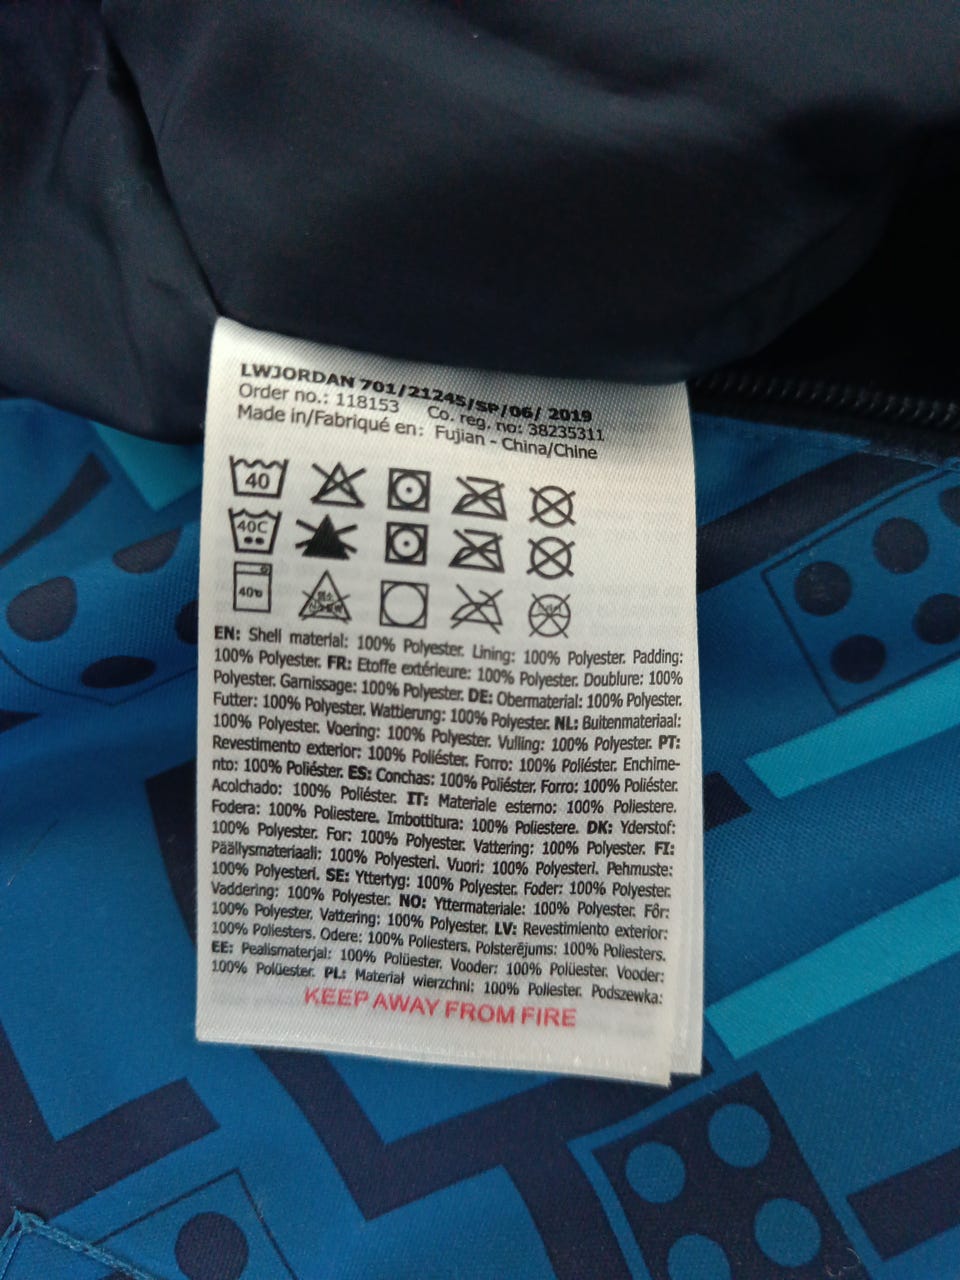 LWJORDAN 701/21245/SP/06/ 2019
Order no.: 118153 Co. reg. no: 38235311
Made in/Fabriqué en: Fujian - China/Chine
40
40C
40
EN: Shell material: 100% Polyester. Lining: 100% Polyester. Padding:
100% Polyester. FR: Etoffe extérieure: 100% Polyester. Doublure: 100%
Polyester. Garnissage: 100% Polyester. DE: Obermaterial: 100% Polyester.
Futter: 100% Polyester. Wattierung: 100% Polyester. NL: Buitenmateriaal:
100% Polyester. Voering: 100% Polyester. Vulling: 100% Polyester. PT:
Revestimento exterior: 100% Poliéster. Forro: 100% Poliéster. Enchime-
nto: 100% Poliéster. ES: Conchas: 100% Poliéster. Forro: 100% Poliéster.
Acolchado: 100% Poliéster. IT: Materiale esterno: 100% Poliestere.
Fodera: 100% Poliestere. Imbottitura: 100% Poliestere. DK: Yderstof:
100% Polyester. For: 100% Polyester. Vattering: 100% Polyester. FI:
Päällysmateriaali: 100% Polyesteri. Vuori: 100% Polyesteri. Pehmuste:
100% Polyesteri. SE: Yttertyg: 100% Polyester. Foder: 100% Polyester.
Vaddering: 100% Polyester. NO: Yttermateriale: 100% Polyester. Fôr:
100% Polyester. Vattering: 100% Polyester. LV: Revestimiento exterior:
100% Poliesters. Odere: 100% Poliesters. Polsterējums: 100% Poliesters.
EE: Pealismaterjal: 100% Polüester. Vooder: 100% Polüester. Vooder:
100% Polüester. PL: Materiał wierzchni: 100% Poliester. Podszewka:
KEEP AWAY FROM FIRE